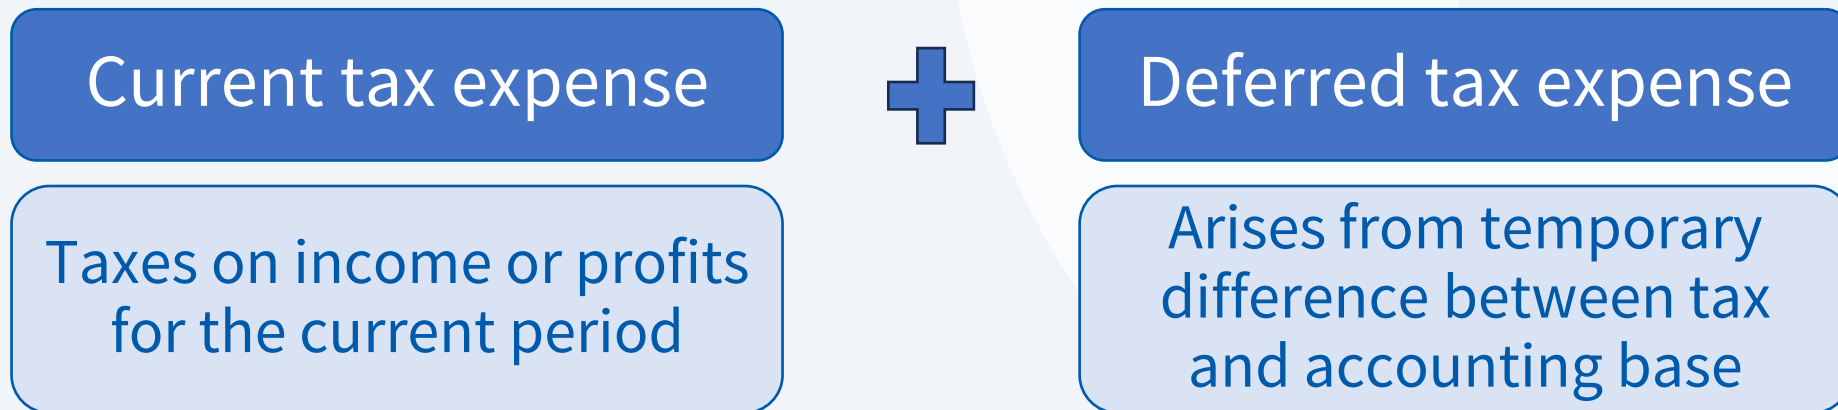 Current tax expense
Deferred tax expense
Taxes on income or profits
for the current period
Arises from temporary
difference between tax
and accounting base